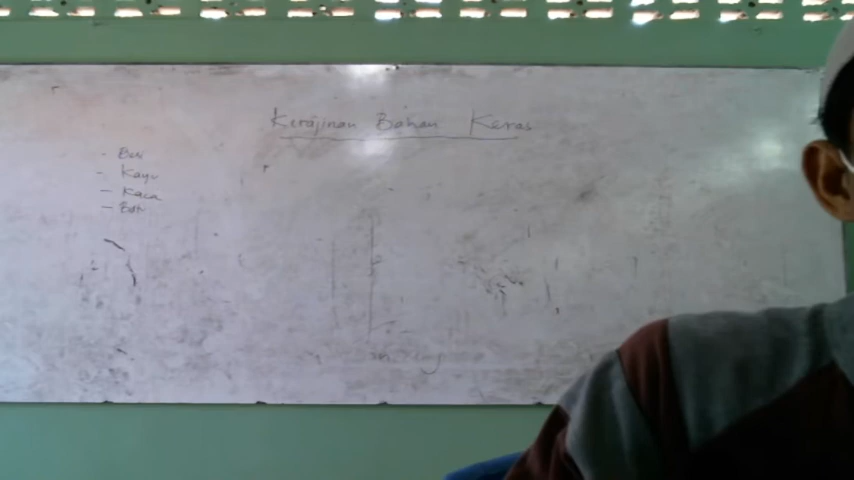 Kerajinan Bahan Keras
- Besi
- Kayu
- Kaca
- Batu